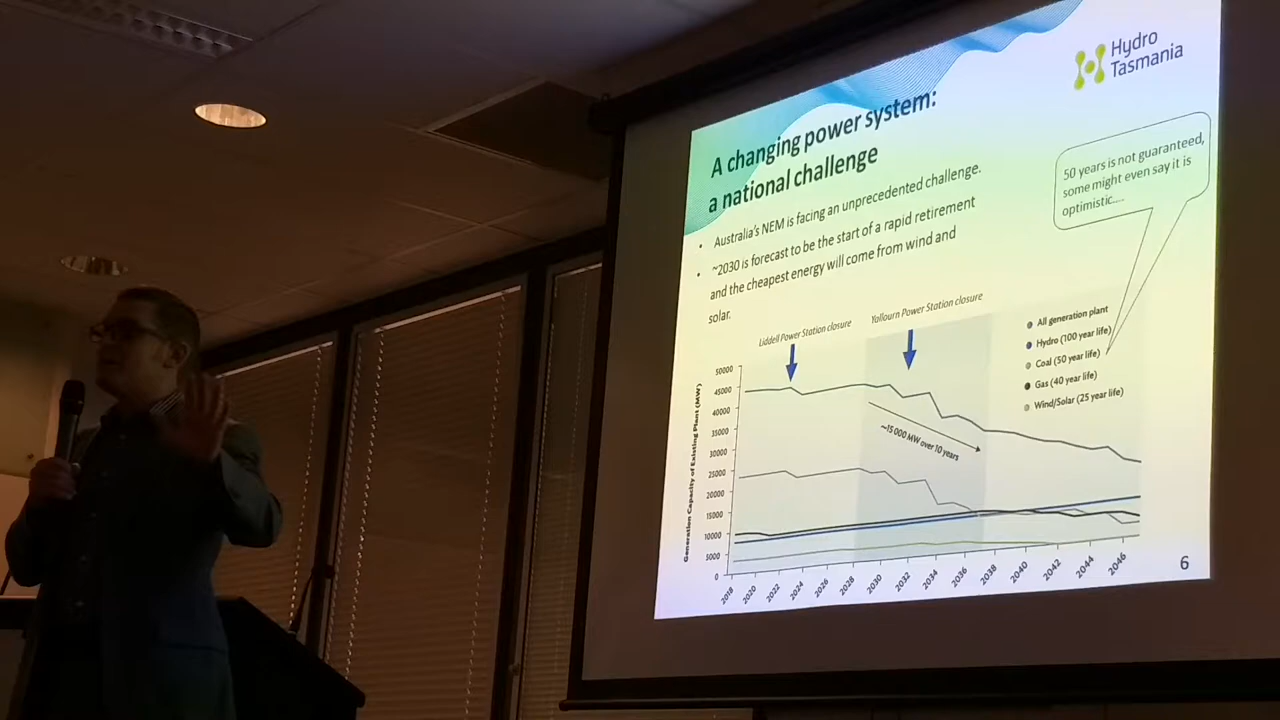 Hydro
Tasmania
A changing power system:
a national challenge
50 years is not guaranteed,
some might even say it is
optimistic....
• Australia's NEM is facing an unprecedented challenge.
• ~2030 is forecast to be the start of a rapid retirement
and the cheapest energy will come from wind and
solar.
Liddell Power Station closure
Yallourn Power Station closure
All generation plant
Hydro (100 year life)
Coal (50 year life)
Gas (40 year life)
Wind/Solar (25 year life)
Generation Capacity of Existing Plant (MW)
50000
45000
40000
35000
30000
25000
20000
15000
10000
5000
0
~15 000 MW over 10 years
2018 2020 2022 2024 2026 2028 2030 2032 2034 2036 2038 2040 2042 2044 2046
6